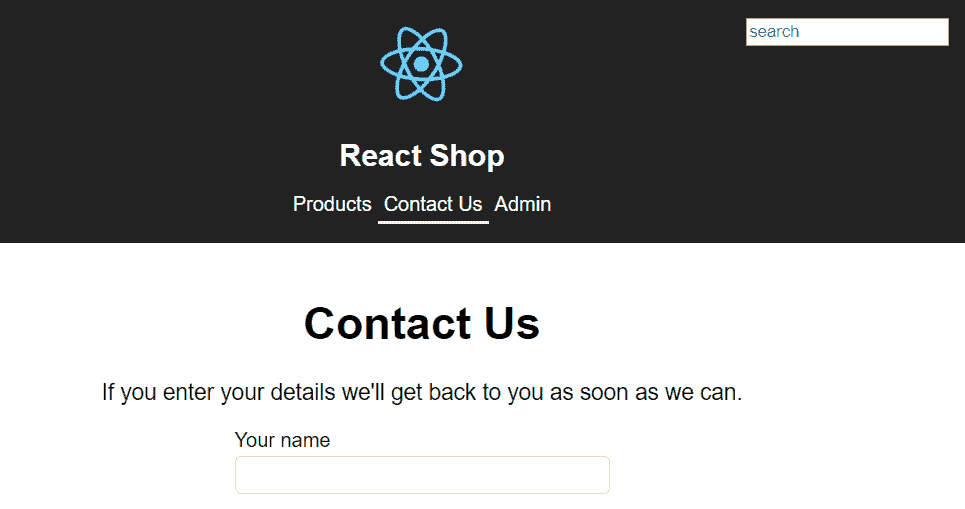 search
React Shop
Products Contact Us Admin
Contact Us
If you enter your details we'll get back to you as soon as we can.
Your name